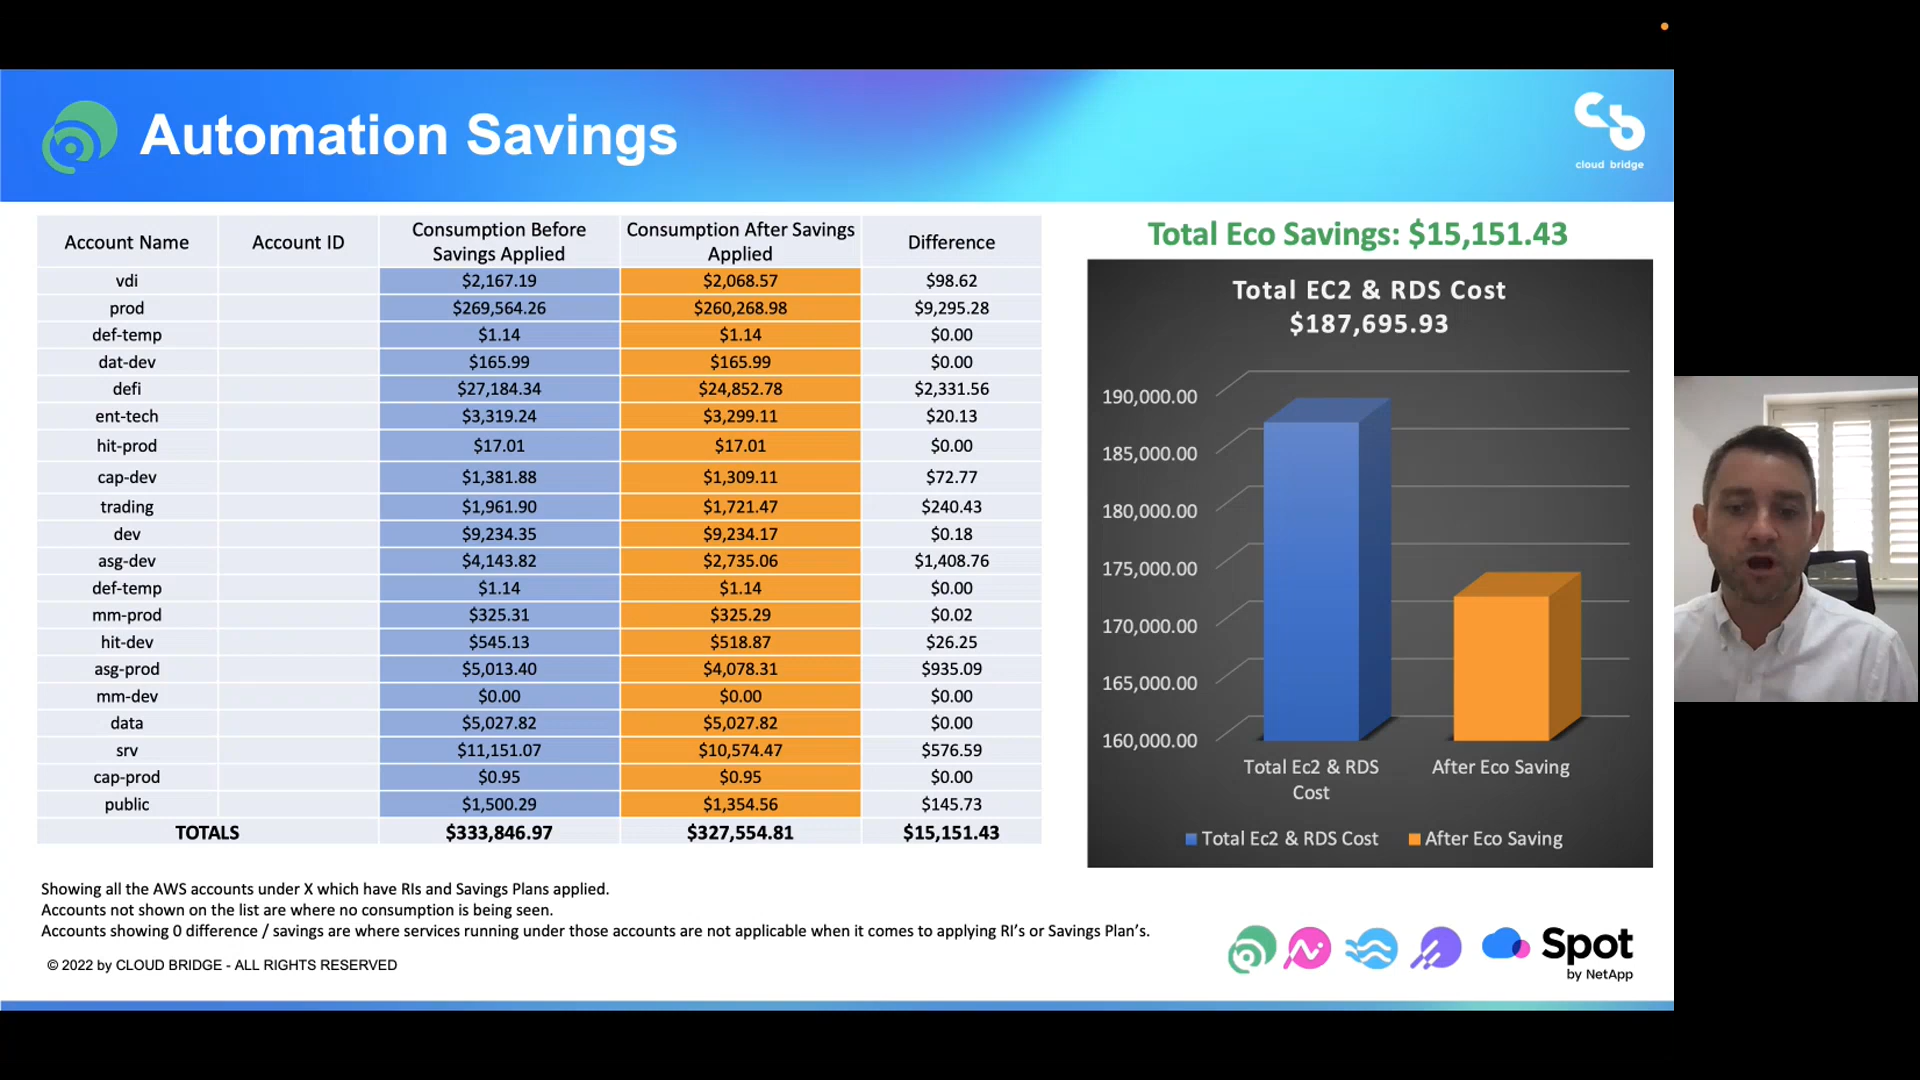 Automation Savings
cloud bridge
Account Name Account ID Consumption Before Savings Applied Consumption After Savings Applied Difference
vdi $2,167.19 $2,068.57 $98.62
prod $269,564.26 $260,268.98 $9,295.28
def-temp $1.14 $1.14 $0.00
dat-dev $165.99 $165.99 $0.00
defi $27,184.34 $24,852.78 $2,331.56
ent-tech $3,319.24 $3,299.11 $20.13
hit-prod $17.01 $17.01 $0.00
cap-dev $1,381.88 $1,309.11 $72.77
trading $1,961.90 $1,721.47 $240.43
dev $9,234.35 $9,234.17 $0.18
asg-dev $4,143.82 $2,735.06 $1,408.76
def-temp $1.14 $1.14 $0.00
mm-prod $325.31 $325.29 $0.02
hit-dev $545.13 $518.87 $26.25
asg-prod $5,013.40 $4,078.31 $935.09
mm-dev $0.00 $0.00 $0.00
data $5,027.82 $5,027.82 $0.00
srv $11,151.07 $10,574.47 $576.59
cap-prod $0.95 $0.95 $0.00
public $1,500.29 $1,354.56 $145.73
TOTALS $333,846.97 $327,554.81 $15,151.43
Total Eco Savings: $15,151.43
Total EC2 & RDS Cost
$187,695.93
190,000.00
185,000.00
180,000.00
175,000.00
170,000.00
165,000.00
160,000.00
Total Ec2 & RDS
Cost
After Eco Saving
Total Ec2 & RDS Cost After Eco Saving
Showing all the AWS accounts under X which have RIs and Savings Plans applied.
Accounts not shown on the list are where no consumption is being seen.
Accounts showing 0 difference / savings are where services running under those accounts are not applicable when it comes to applying RI's or Savings Plan's.
© 2022 by CLOUD BRIDGE - ALL RIGHTS RESERVED
Spot
by NetApp